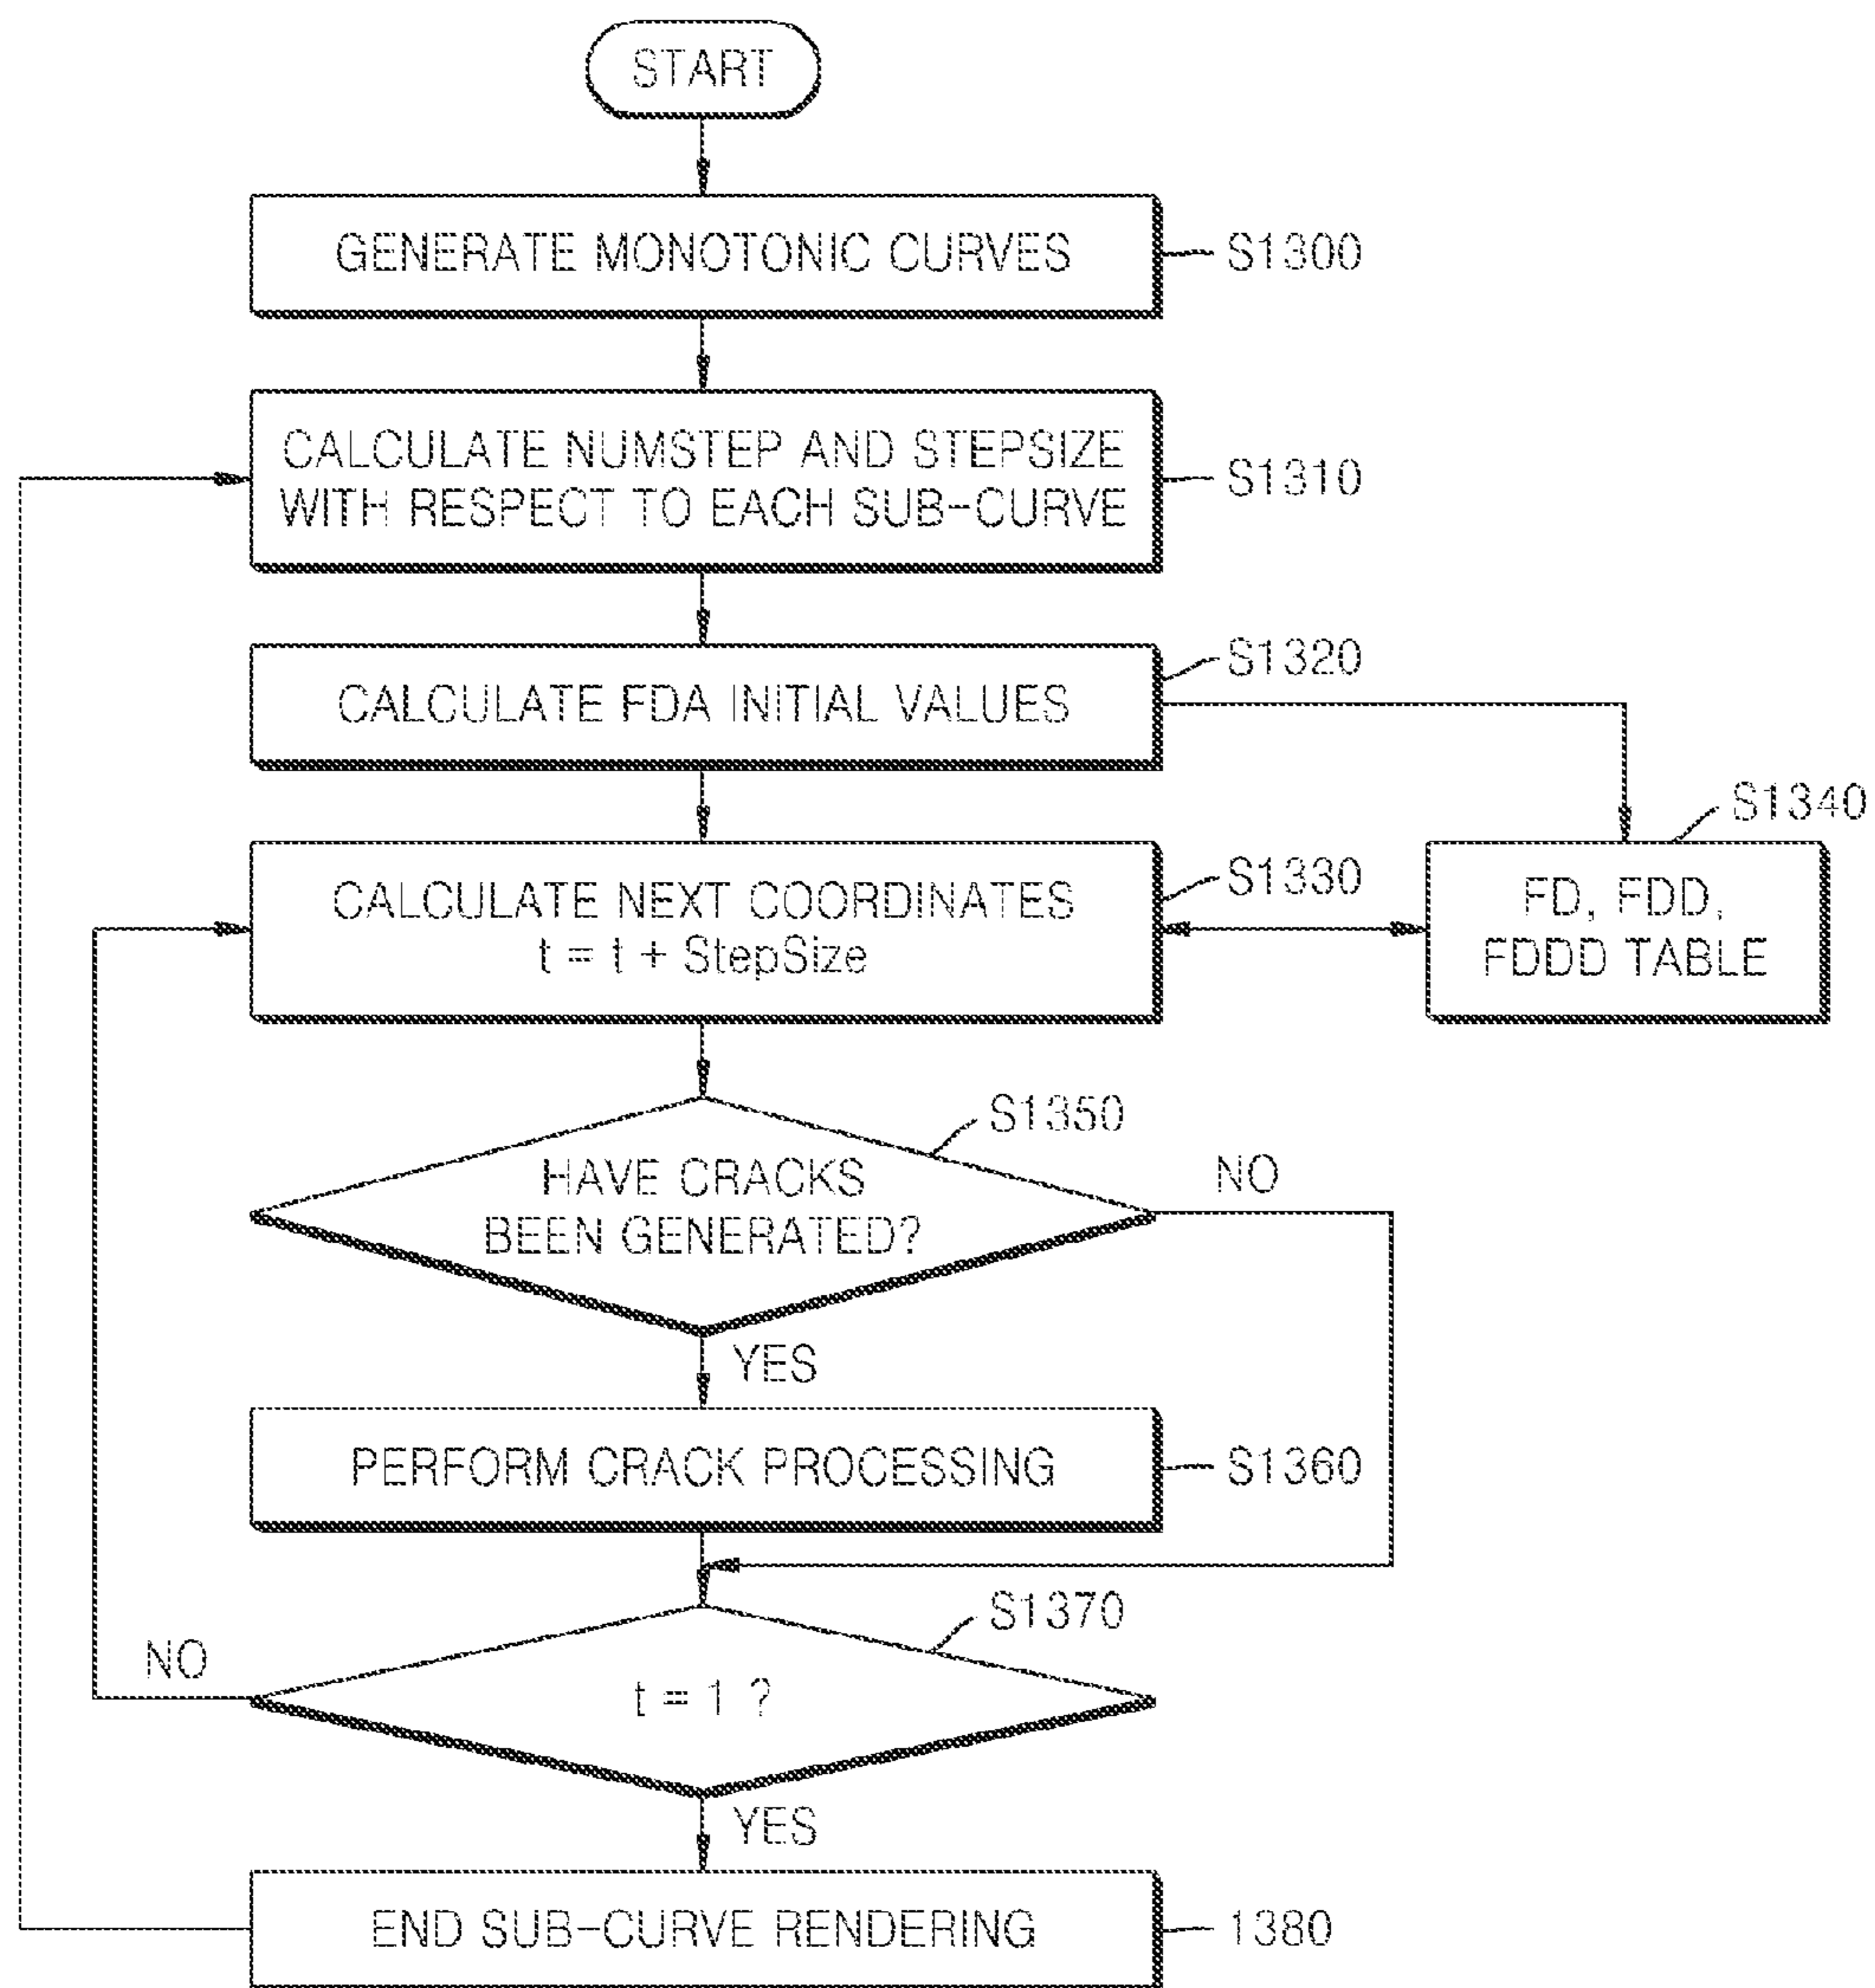 START
GENERATE MONOTONIC CURVES
S1300
CALCULATE NUMSTEP AND STEPSIZE
WITH RESPECT TO EACH SUB-CURVE
S1310
CALCULATE FDA INITIAL VALUES
S1320
CALCULATE NEXT COORDINATES
t = t + StepSize
S1330
FD, FDD,
FDDD TABLE
S1340
HAVE CRACKS
BEEN GENERATED?
S1350
NO
YES
PERFORM CRACK PROCESSING
S1360
t = 1 ?
S1370
NO
YES
END SUB-CURVE RENDERING
1380